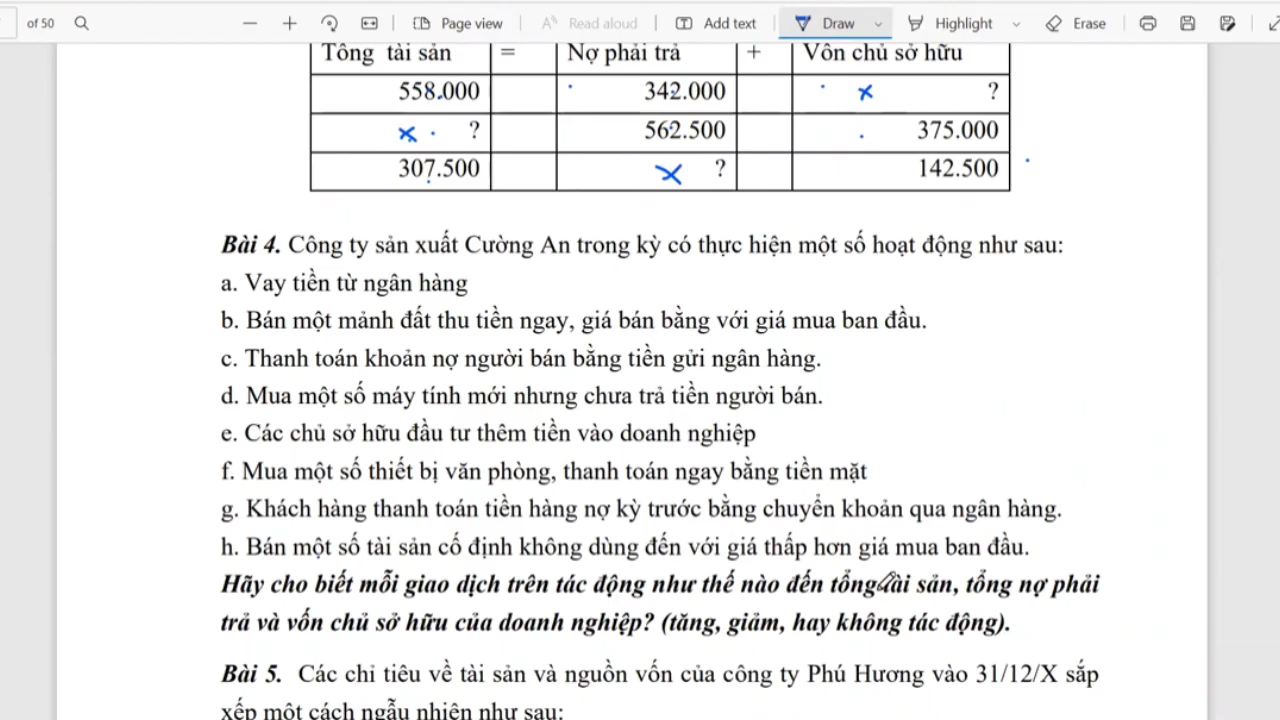 of 50 Page view Read aloud Add text Draw Highlight Erase
Tổng tài sản = Nợ phải trả + Vốn chủ sở hữu
558.000 342.000 x ?
x ? 562.500 375.000
307.500 x ? 142.500
Bài 4. Công ty sản xuất Cường An trong kỳ có thực hiện một số hoạt động như sau:
a. Vay tiền từ ngân hàng
b. Bán một mảnh đất thu tiền ngay, giá bán bằng với giá mua ban đầu.
c. Thanh toán khoản nợ người bán bằng tiền gửi ngân hàng.
d. Mua một số máy tính mới nhưng chưa trả tiền người bán.
e. Các chủ sở hữu đầu tư thêm tiền vào doanh nghiệp
f. Mua một số thiết bị văn phòng, thanh toán ngay bằng tiền mặt
g. Khách hàng thanh toán tiền hàng nợ kỳ trước bằng chuyển khoản qua ngân hàng.
h. Bán một số tài sản cố định không dùng đến với giá thấp hơn giá mua ban đầu.
Hãy cho biết mỗi giao dịch trên tác động như thế nào đến tổng tài sản, tổng nợ phải
trả và vốn chủ sở hữu của doanh nghiệp? (tăng, giảm, hay không tác động).
Bài 5. Các chỉ tiêu về tài sản và nguồn vốn của công ty Phú Hương vào 31/12/X sắp
xếp một cách ngẫu nhiên như sau: